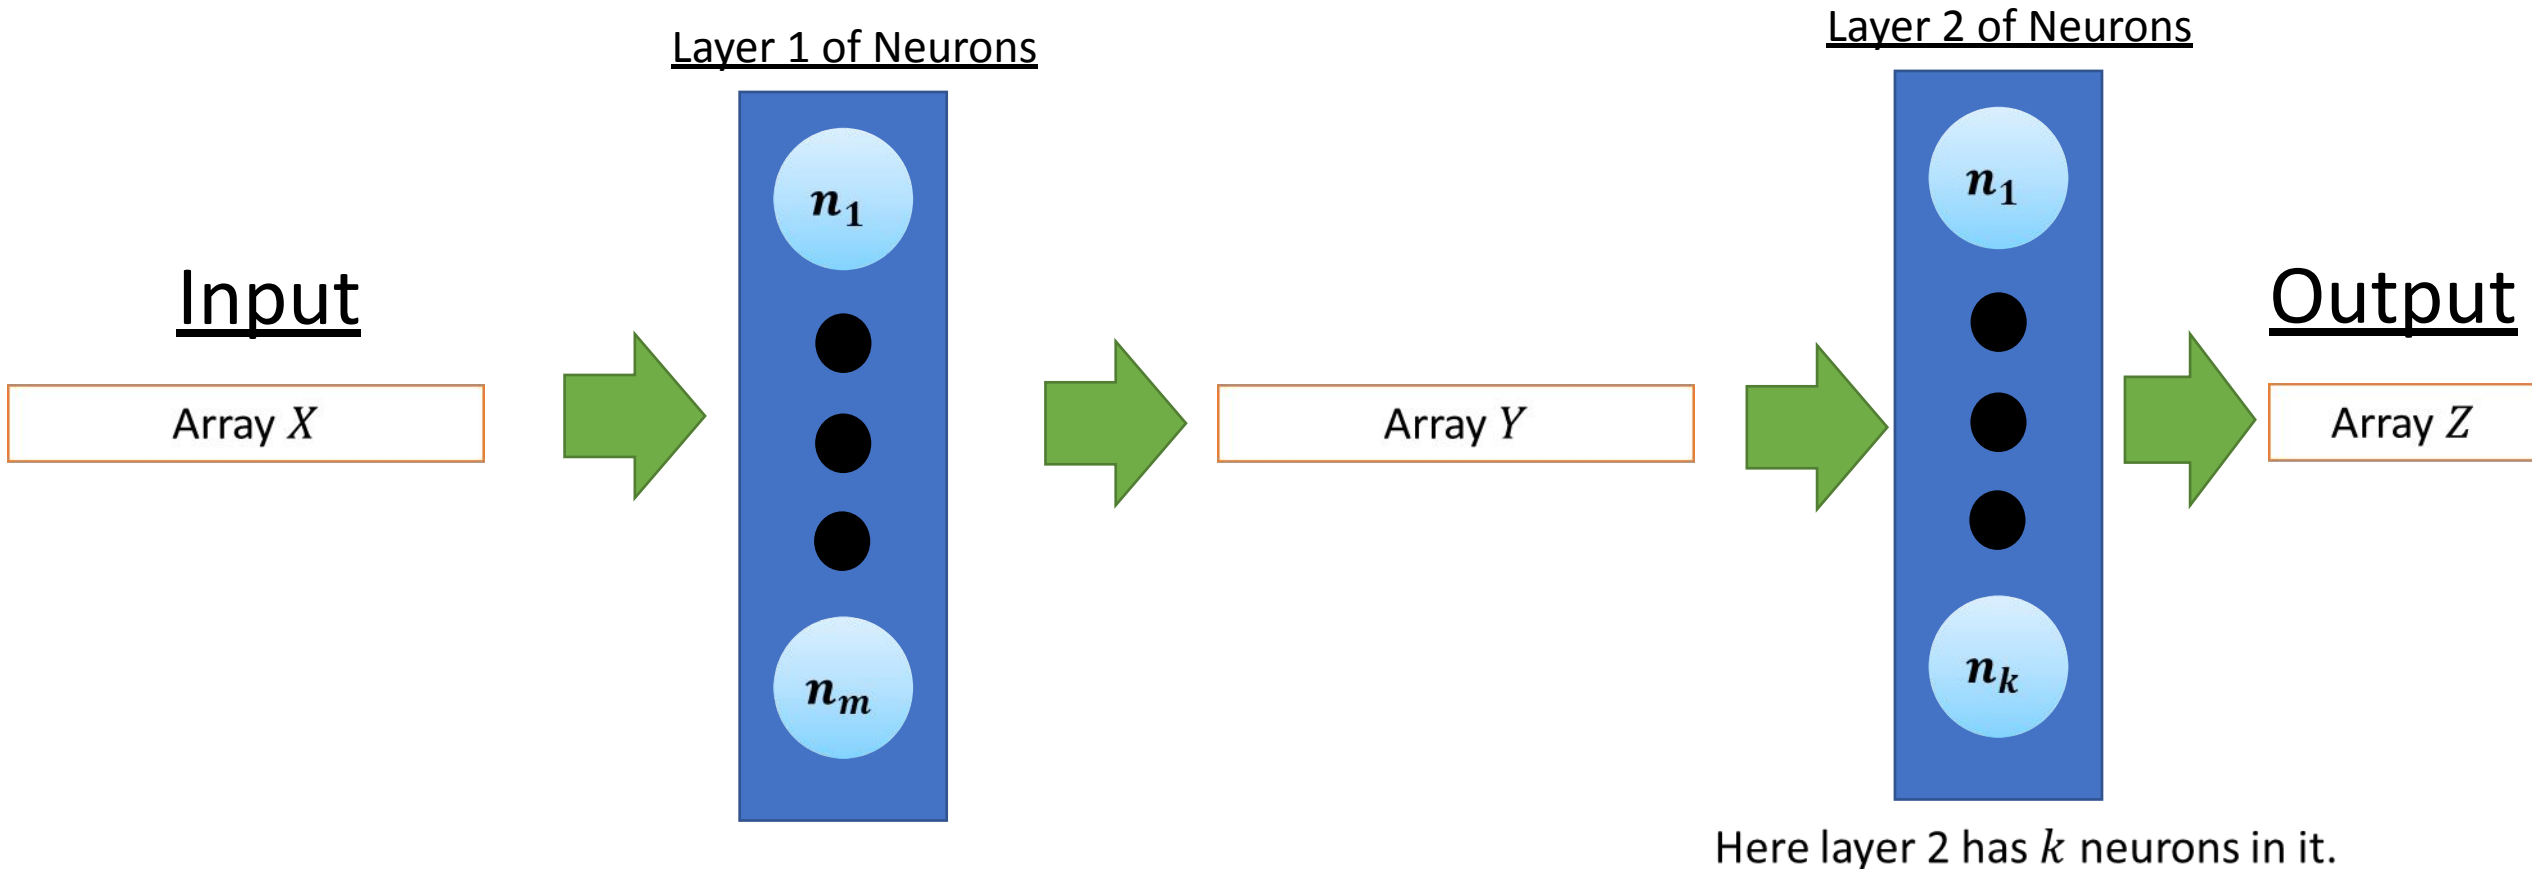 Layer 1 of Neurons
Layer 2 of Neurons
n₁
n₁
Input
Output
Array X
Array Y
Array Z
nₘ
nₖ
Here layer 2 has k neurons in it.